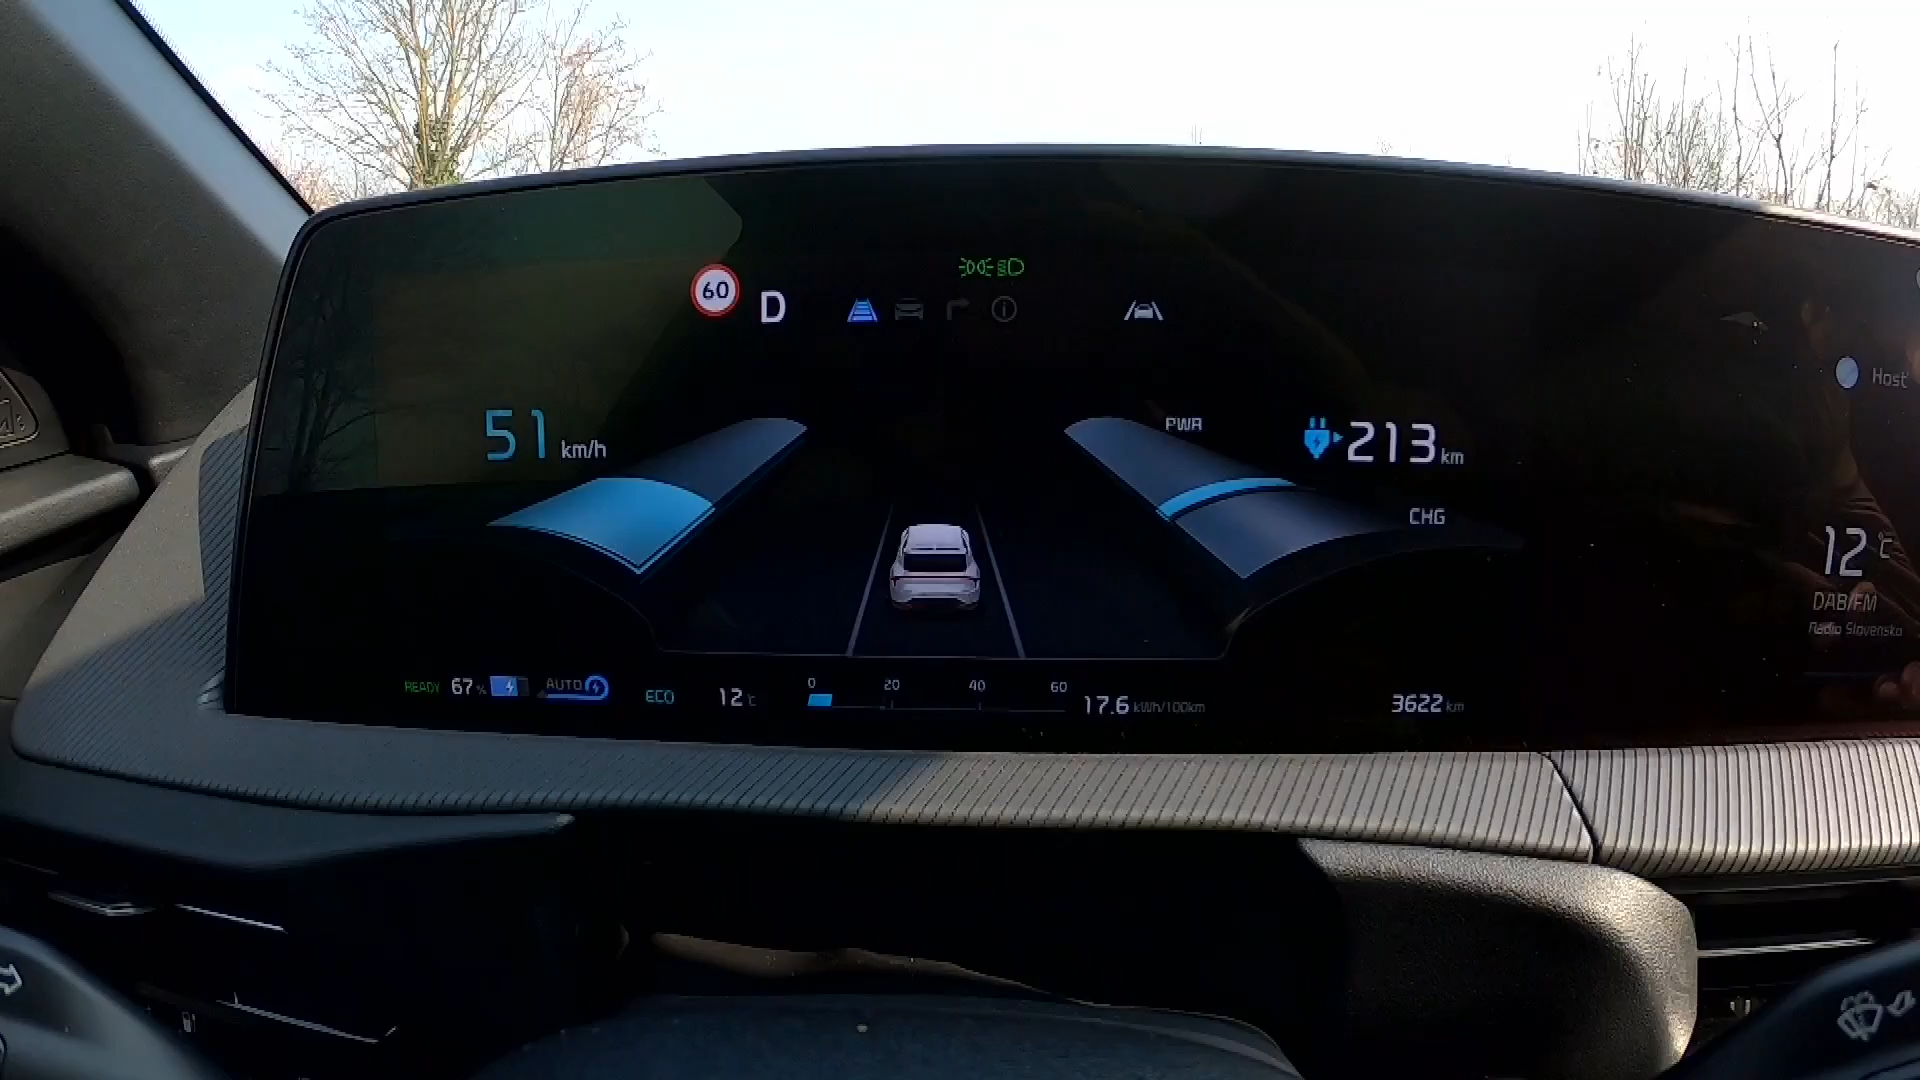 60
D
51 km/h
PWR
213 km
CHG
Hosť
12 °C
DAB/FM
Rádio Slovensko
READY 67 % AUTO ECO 12 °C
0 20 40 60
17.6 kWh/100km
3622 km